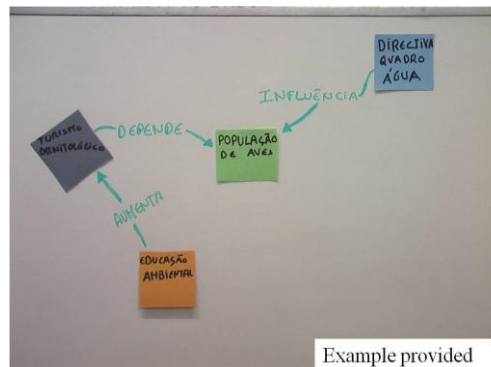 DIRECTIVA
QUADRO
ÁGUA
INFLUÊNCIA
TURISMO
ORNITOLÓGICO
DEPENDE
POPULAÇÃO
DE AVES
AUMENTA
EDUCAÇÃO
AMBIENTAL
Example provided